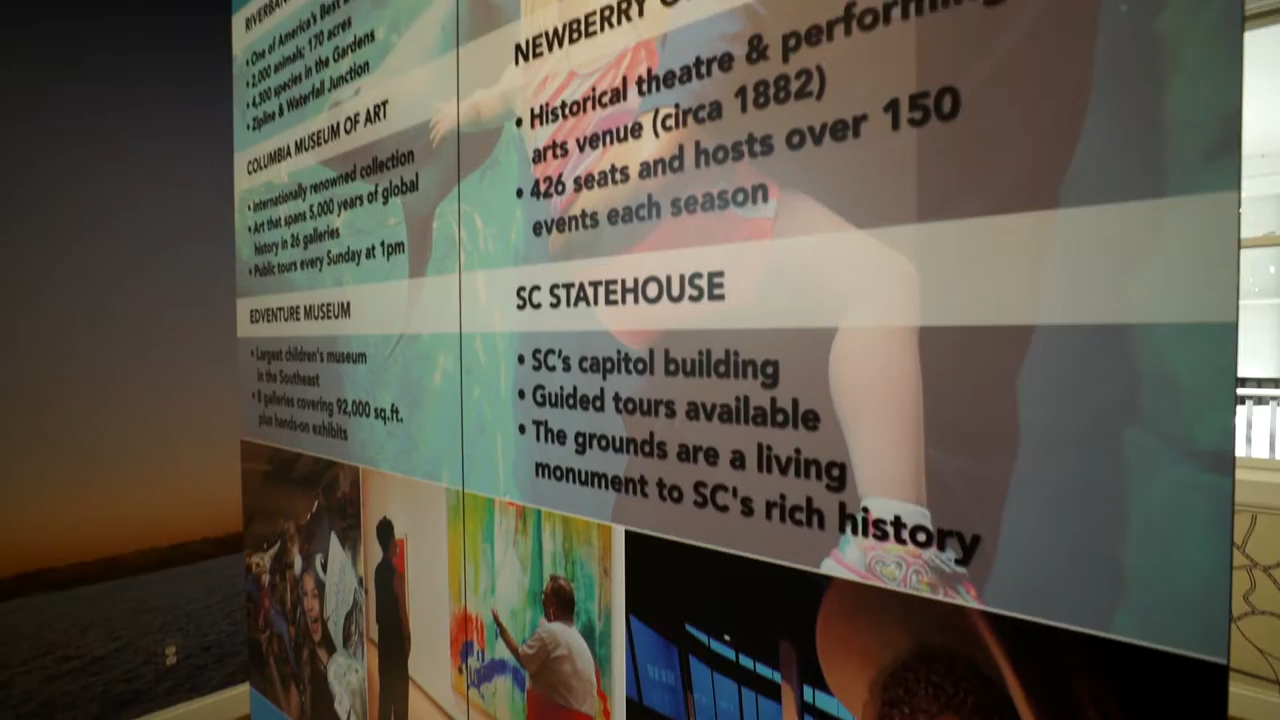 RIVERBAN
• One of America's Best
• 2,000 animals; 170 acres
• 4,300 species in the Gardens
• Zipline & Waterfall Junction
COLUMBIA MUSEUM OF ART
• Internationally renowned collection
• Art that spans 5,000 years of global
history in 26 galleries
• Public tours every Sunday at 1pm
EDVENTURE MUSEUM
• Largest children's museum
in the Southeast
• 8 galleries covering 92,000 sq.ft.
plus hands-on exhibits
NEWBERRY O
• Historical theatre & performing
arts venue (circa 1882)
• 426 seats and hosts over 150
events each season
SC STATEHOUSE
• SC's capitol building
• Guided tours available
• The grounds are a living
monument to SC's rich history